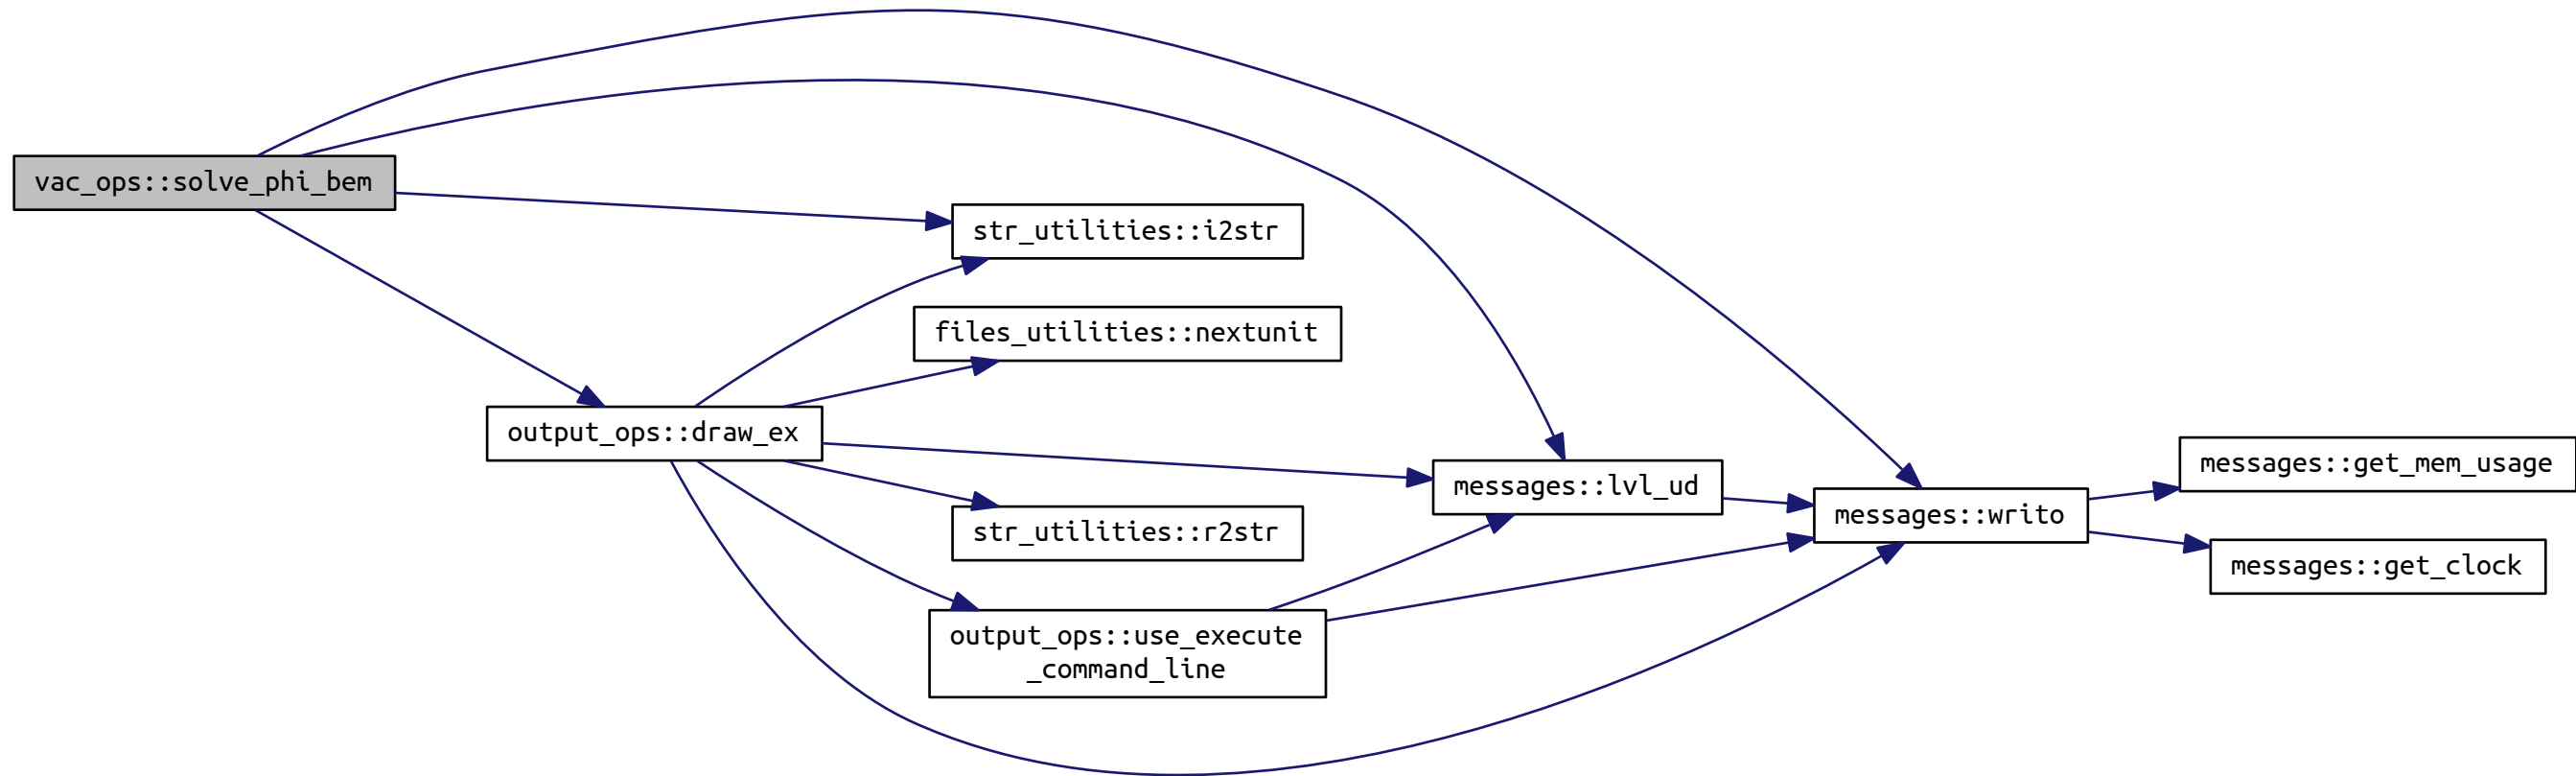 vac_ops::solve_phi_bem
str_utilities::i2str
files_utilities::nextunit
output_ops::draw_ex
messages::get_mem_usage
messages::lvl_ud
messages::writo
str_utilities::r2str
messages::get_clock
output_ops::use_execute
_command_line